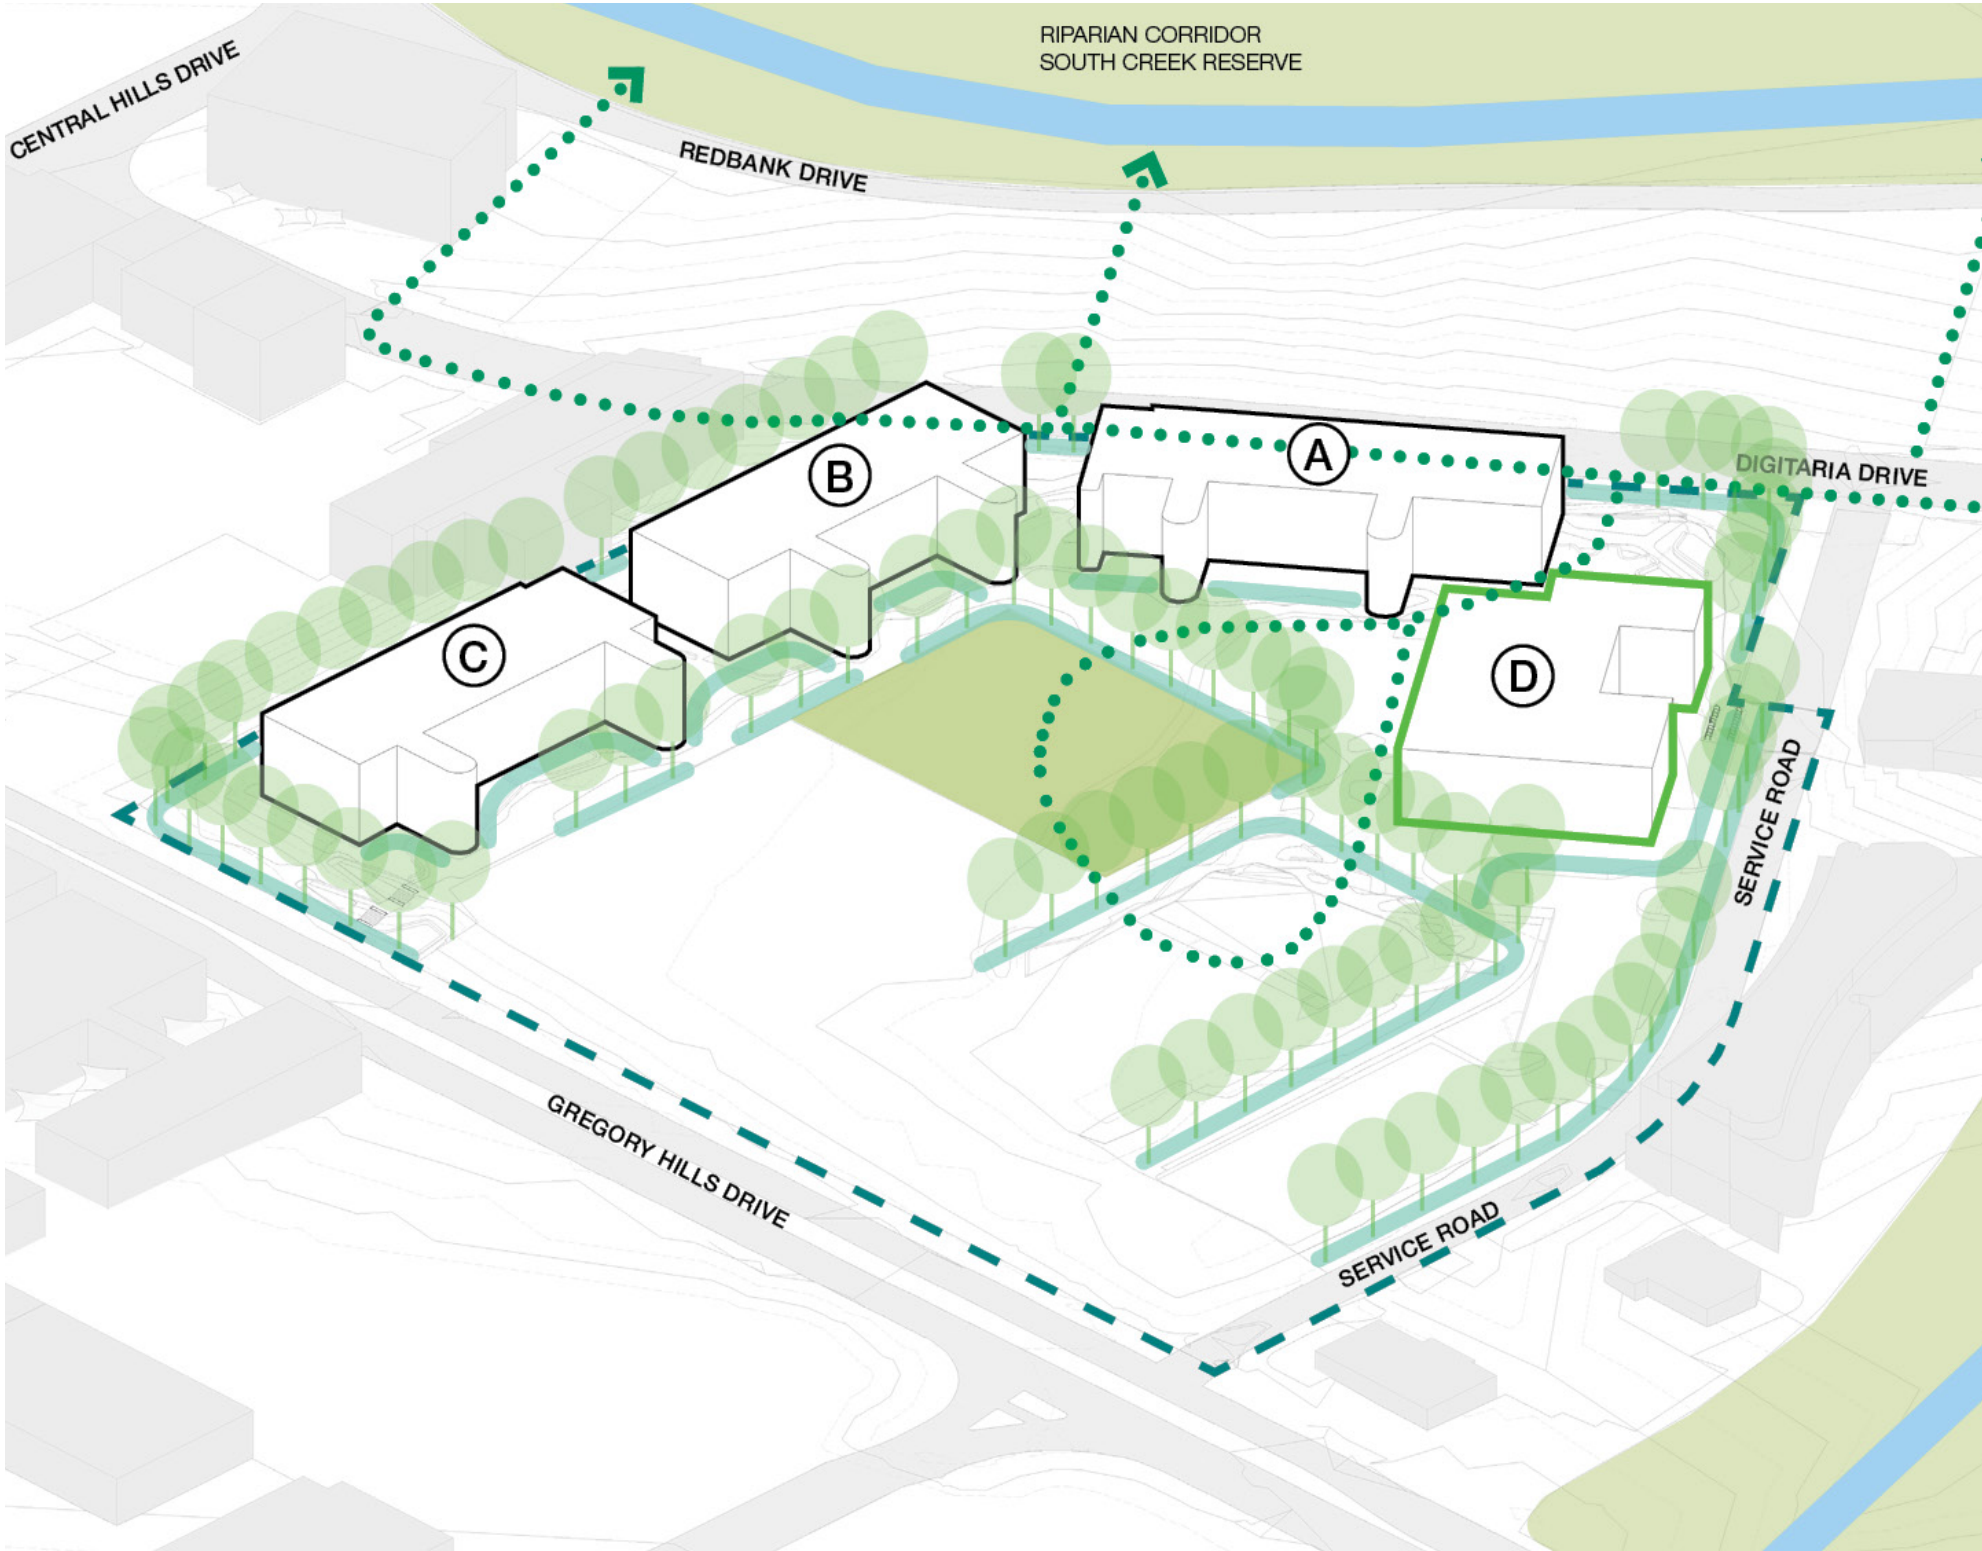 RIPARIAN CORRIDOR
SOUTH CREEK RESERVE
CENTRAL HILLS DRIVE
REDBANK DRIVE
A
B
DIGITARIA DRIVE
C
D
SERVICE ROAD
GREGORY HILLS DRIVE
SERVICE ROAD